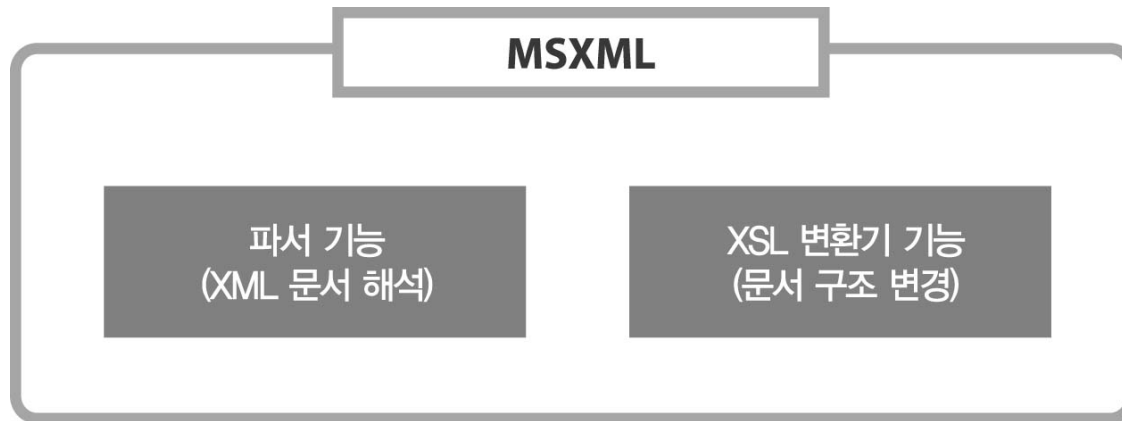 MSXML
파서 기능
(XML 문서 해석)
XSL 변환기 기능
(문서 구조 변경)